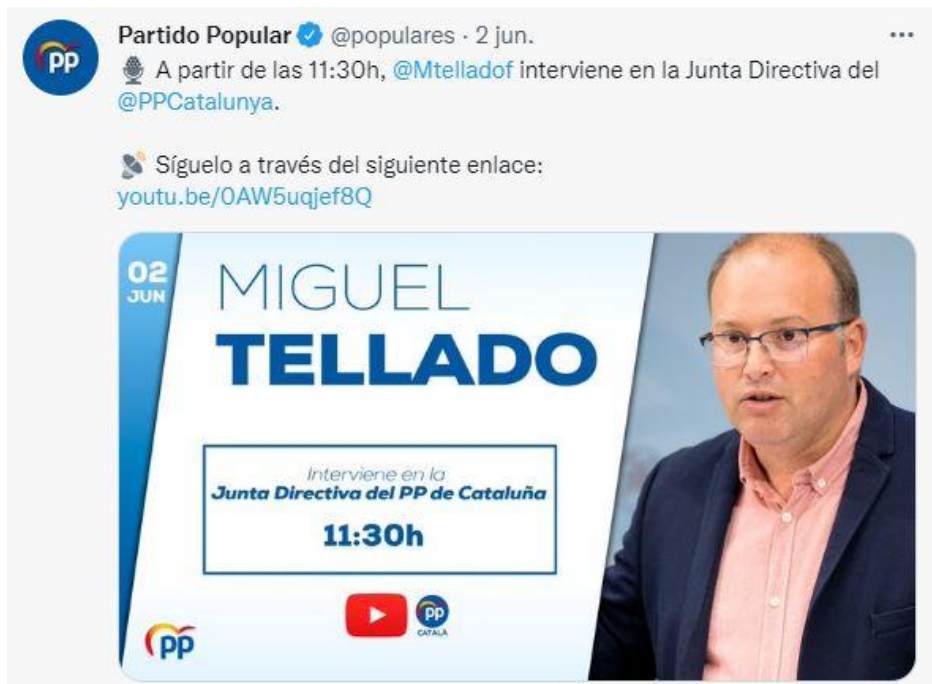 Partido Popular @populares · 2 jun.
A partir de las 11:30h, @Mtelladof interviene en la Junta Directiva del
@PPCatalunya.
Síguelo a través del siguiente enlace:
youtu.be/0AW5uqjef8Q
PP
02
JUN
MIGUEL
TELLADO
Interviene en la
Junta Directiva del PP de Cataluña
11:30h
PP
CATALÀ
PP